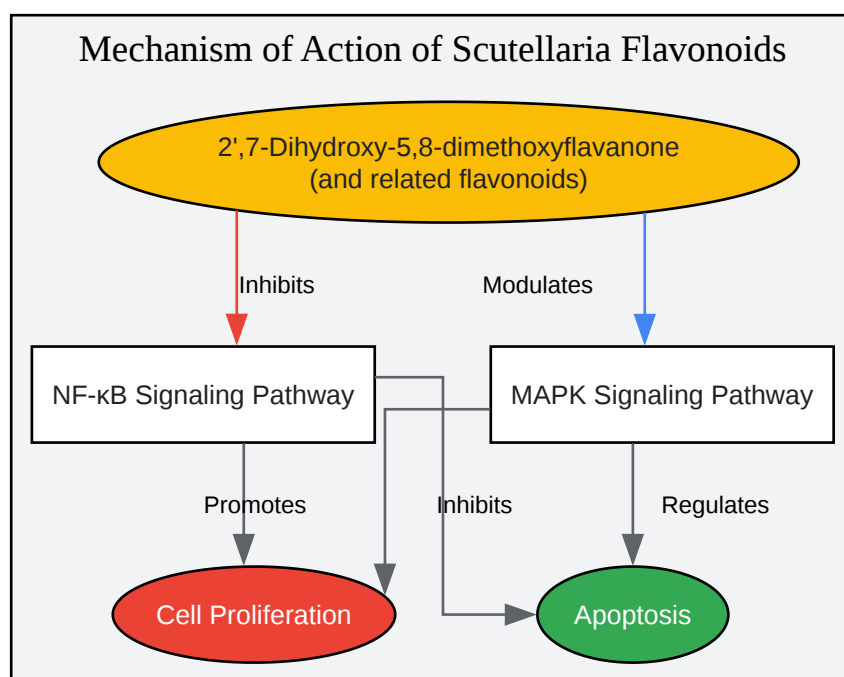 Mechanism of Action of Scutellaria Flavonoids
2',7-Dihydroxy-5,8-dimethoxyflavanone
(and related flavonoids)
Inhibits
Modulates
NF-κB Signaling Pathway
MAPK Signaling Pathway
Promotes
Inhibits
Regulates
Cell Proliferation
Apoptosis